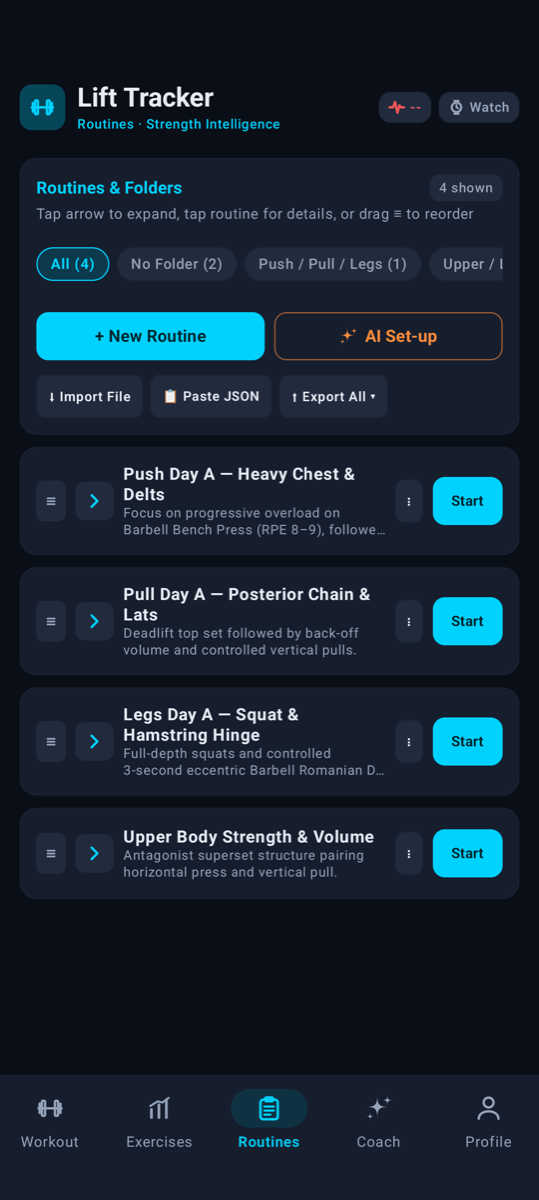 Lift Tracker
Routines · Strength Intelligence
--
Watch
Routines & Folders
4 shown
Tap arrow to expand, tap routine for details, or drag ≡ to reorder
All (4)
No Folder (2)
Push / Pull / Legs (1)
Upper /
+ New Routine
AI Set-up
⭳ Import File
📋 Paste JSON
⭱ Export All ▾
Push Day A — Heavy Chest &
Delts
Focus on progressive overload on
Barbell Bench Press (RPE 8–9), followe…
Start
Pull Day A — Posterior Chain &
Lats
Deadlift top set followed by back-off
volume and controlled vertical pulls.
Start
Legs Day A — Squat &
Hamstring Hinge
Full-depth squats and controlled
3-second eccentric Barbell Romanian D…
Start
Upper Body Strength & Volume
Antagonist superset structure pairing
horizontal press and vertical pull.
Start
Workout
Exercises
Routines
Coach
Profile